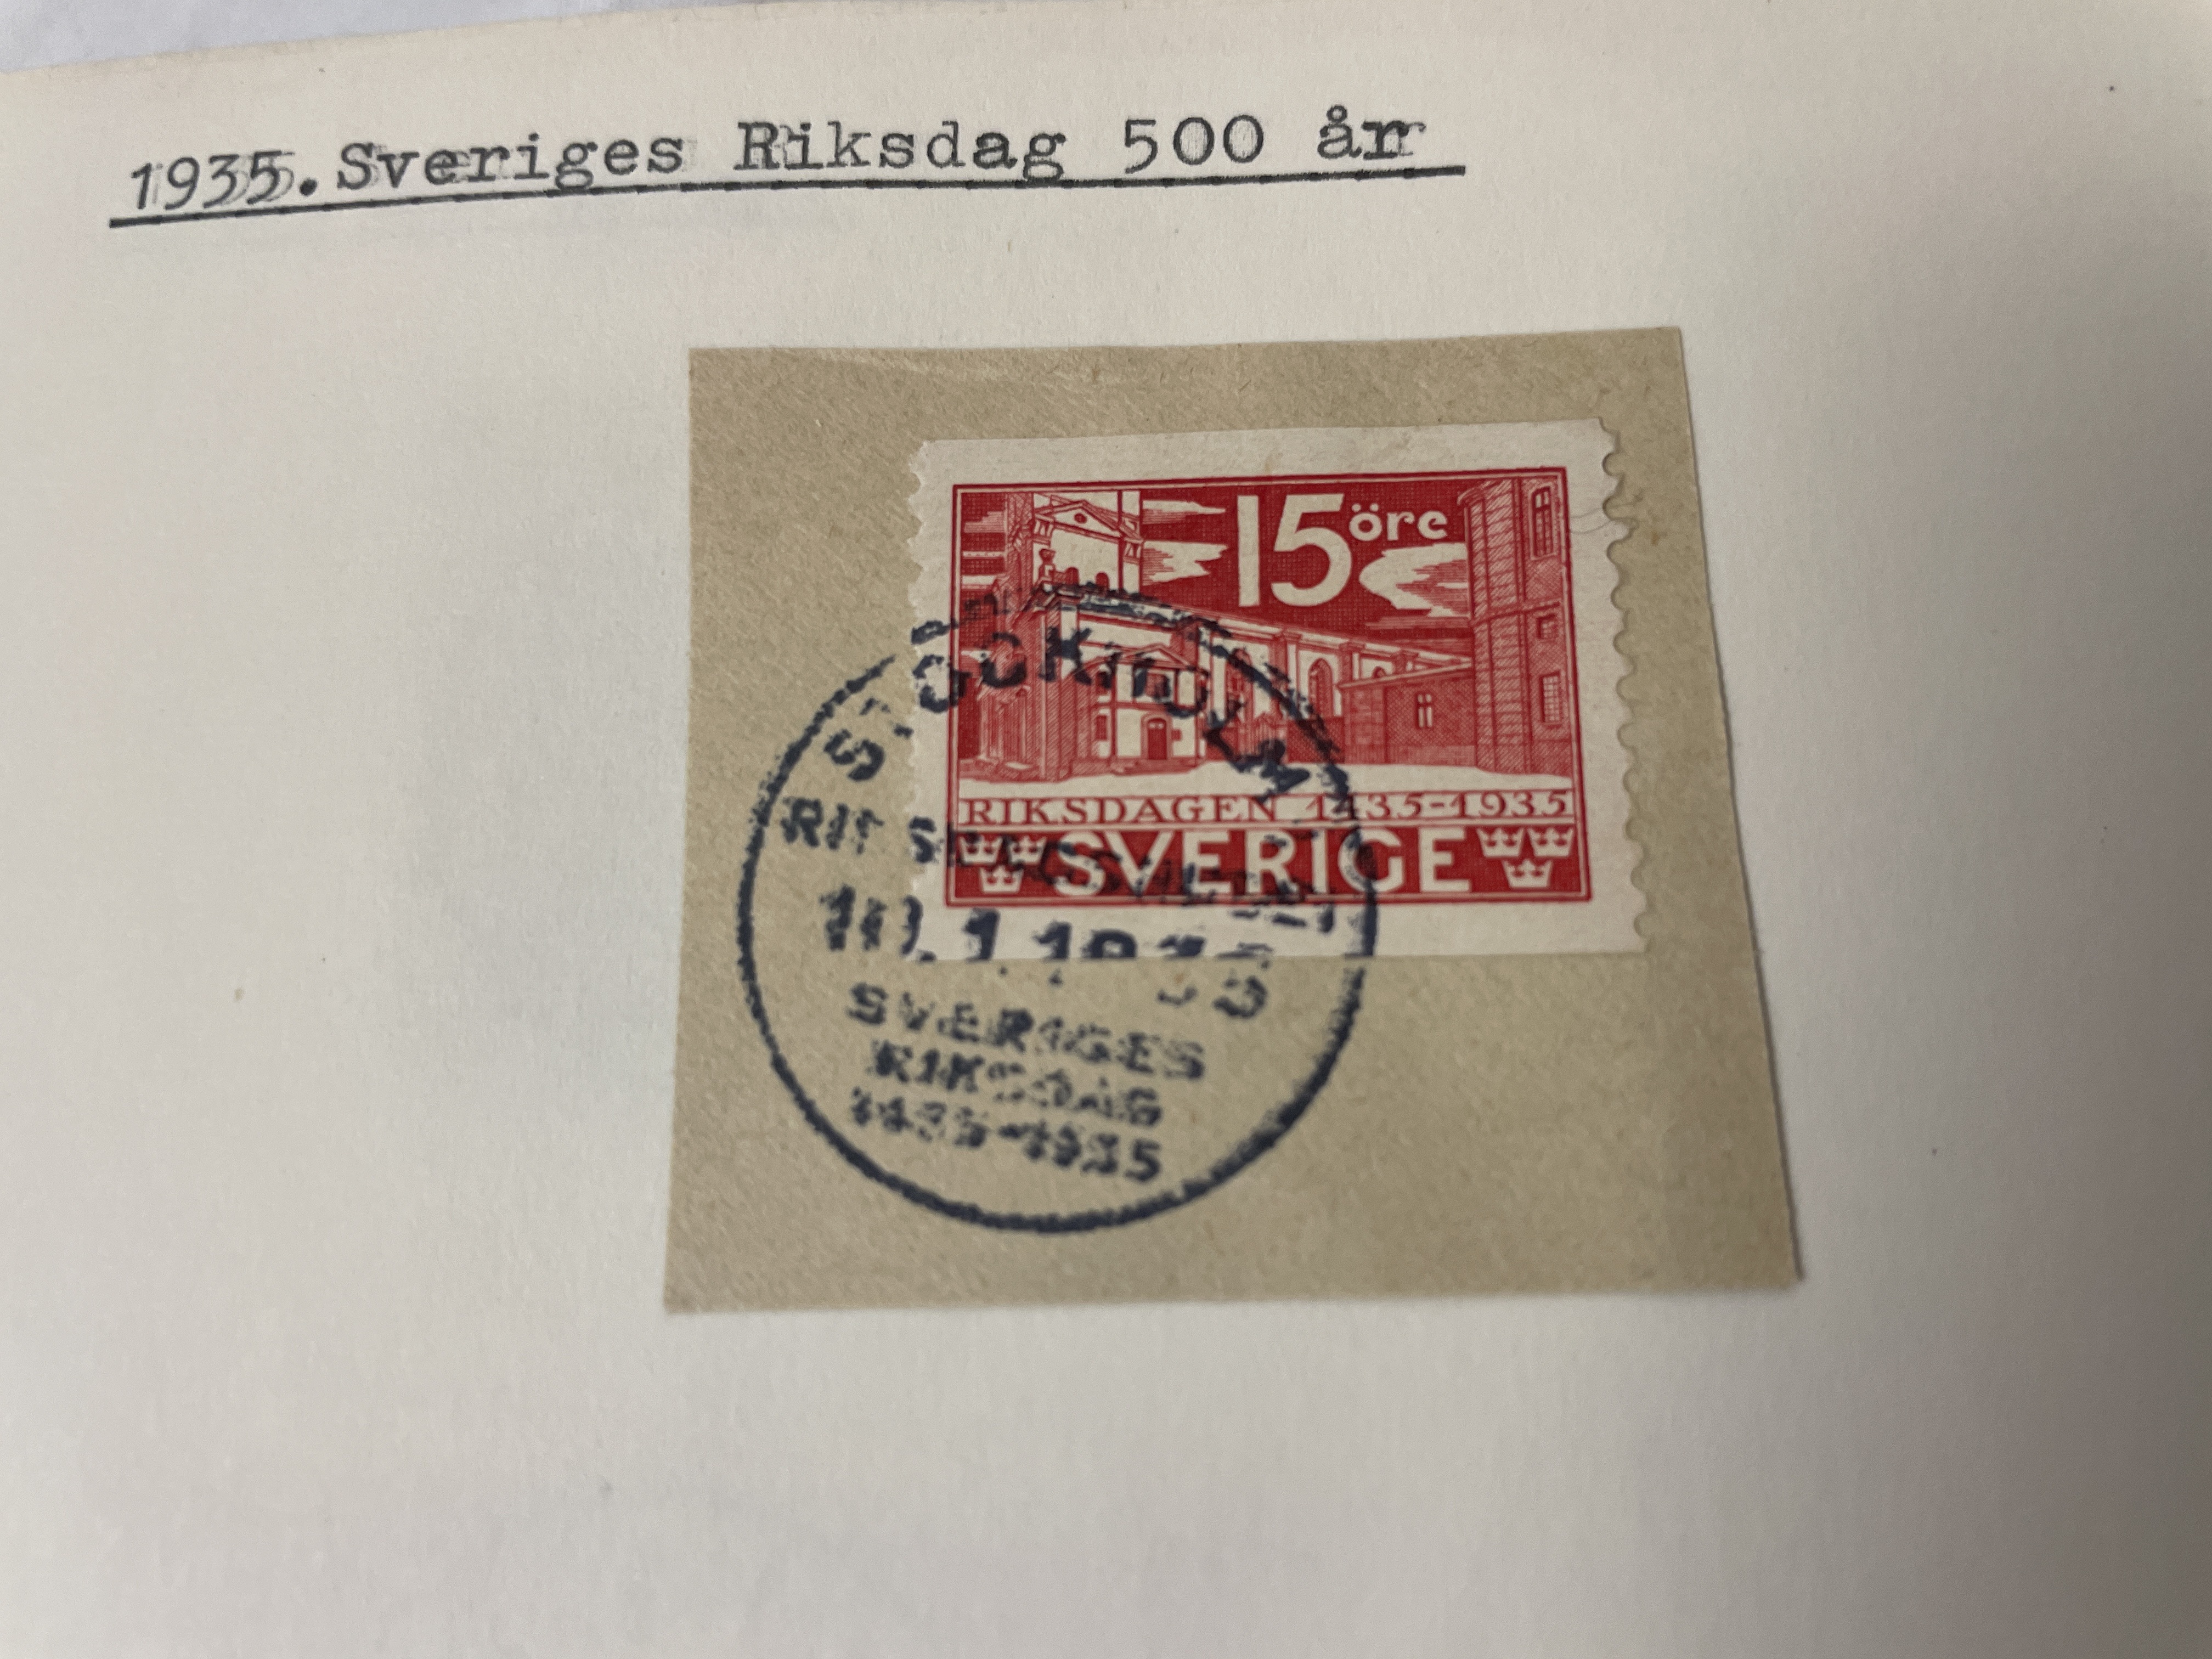 1935. Sveriges Riksdag 500 år
15 öre
RIKSDAGEN 1435-1935
SVERIGE
STOCKHOLM
SVERIGES
RIKSDAG
1435-1935